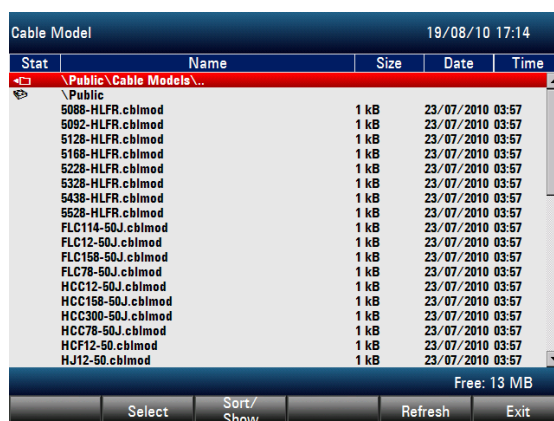 Cable Model 19/08/10 17:14
Stat Name Size Date Time
\Public\Cable Models\..
\Public
5088-HLFR.cblmod 1 kB 23/07/2010 03:57
5092-HLFR.cblmod 1 kB 23/07/2010 03:57
5128-HLFR.cblmod 1 kB 23/07/2010 03:57
5168-HLFR.cblmod 1 kB 23/07/2010 03:57
5228-HLFR.cblmod 1 kB 23/07/2010 03:57
5328-HLFR.cblmod 1 kB 23/07/2010 03:57
5438-HLFR.cblmod 1 kB 23/07/2010 03:57
5528-HLFR.cblmod 1 kB 23/07/2010 03:57
FLC114-50J.cblmod 1 kB 23/07/2010 03:57
FLC12-50J.cblmod 1 kB 23/07/2010 03:57
FLC158-50J.cblmod 1 kB 23/07/2010 03:57
FLC78-50J.cblmod 1 kB 23/07/2010 03:57
HCC12-50J.cblmod 1 kB 23/07/2010 03:57
HCC158-50J.cblmod 1 kB 23/07/2010 03:57
HCC300-50J.cblmod 1 kB 23/07/2010 03:57
HCC78-50J.cblmod 1 kB 23/07/2010 03:57
HCF12-50.cblmod 1 kB 23/07/2010 03:57
HJ12-50.cblmod 1 kB 23/07/2010 03:57
Free: 13 MB
Select Sort/ Show Refresh Exit